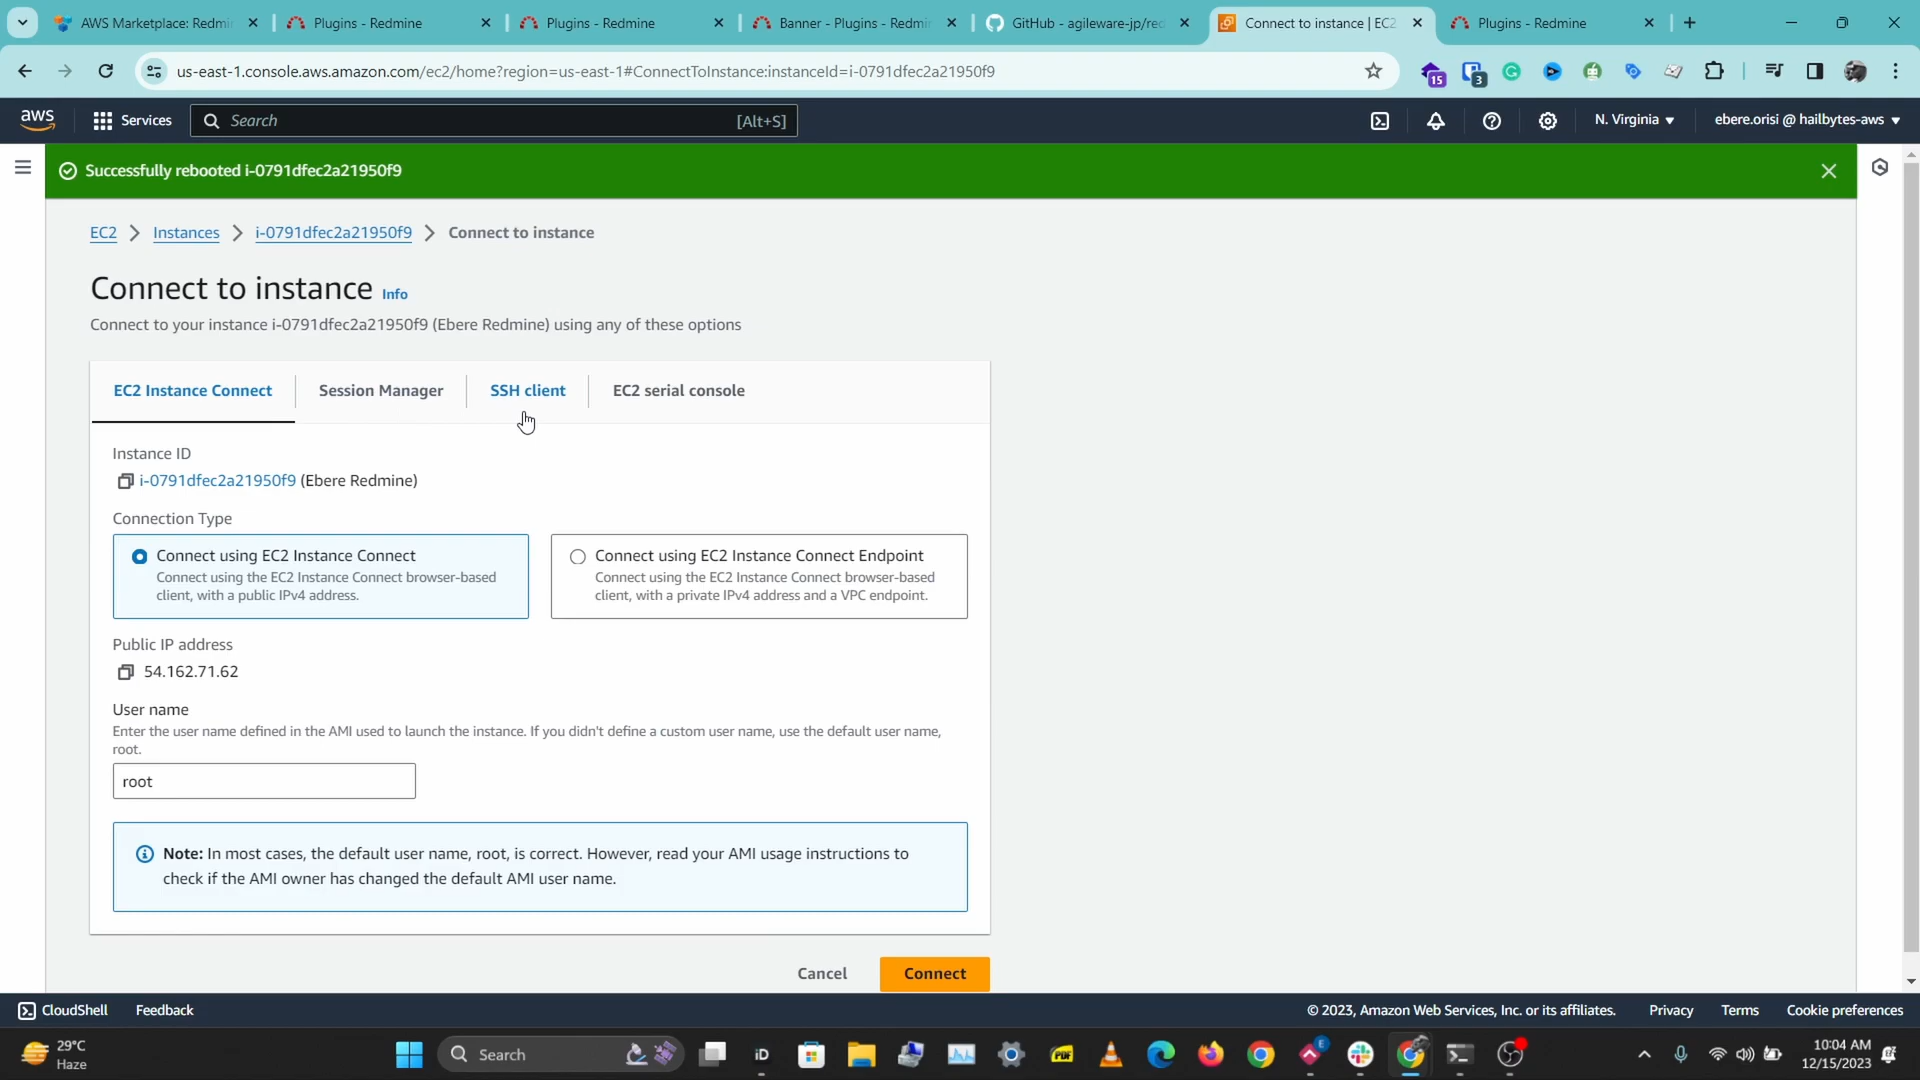 AWS Marketplace: Redmi
Plugins - Redmine
Plugins - Redmine
Banner - Plugins - Redmi
GitHub - agileware-jp/red
Connect to instance | EC2
Plugins - Redmine
us-east-1.console.aws.amazon.com/ec2/home?region=us-east-1#ConnectToInstance:instanceId=i-0791dfec2a21950f9
15
3
aws
Services
Search
[Alt+S]
N. Virginia
ebere.orisi @ hailbytes-aws
Successfully rebooted i-0791dfec2a21950f9
EC2
Instances
i-0791dfec2a21950f9
Connect to instance
Connect to instance Info
Connect to your instance i-0791dfec2a21950f9 (Ebere Redmine) using any of these options
EC2 Instance Connect
Session Manager
SSH client
EC2 serial console
Instance ID
i-0791dfec2a21950f9 (Ebere Redmine)
Connection Type
Connect using EC2 Instance Connect
Connect using the EC2 Instance Connect browser-based
client, with a public IPv4 address.
Connect using EC2 Instance Connect Endpoint
Connect using the EC2 Instance Connect browser-based
client, with a private IPv4 address and a VPC endpoint.
Public IP address
54.162.71.62
User name
Enter the user name defined in the AMI used to launch the instance. If you didn't define a custom user name, use the default user name,
root.
root
Note: In most cases, the default user name, root, is correct. However, read your AMI usage instructions to
check if the AMI owner has changed the default AMI user name.
Cancel
Connect
CloudShell
Feedback
© 2023, Amazon Web Services, Inc. or its affiliates.
Privacy
Terms
Cookie preferences
29°C
Haze
Search
iD
PDF
E
10:04 AM
12/15/2023